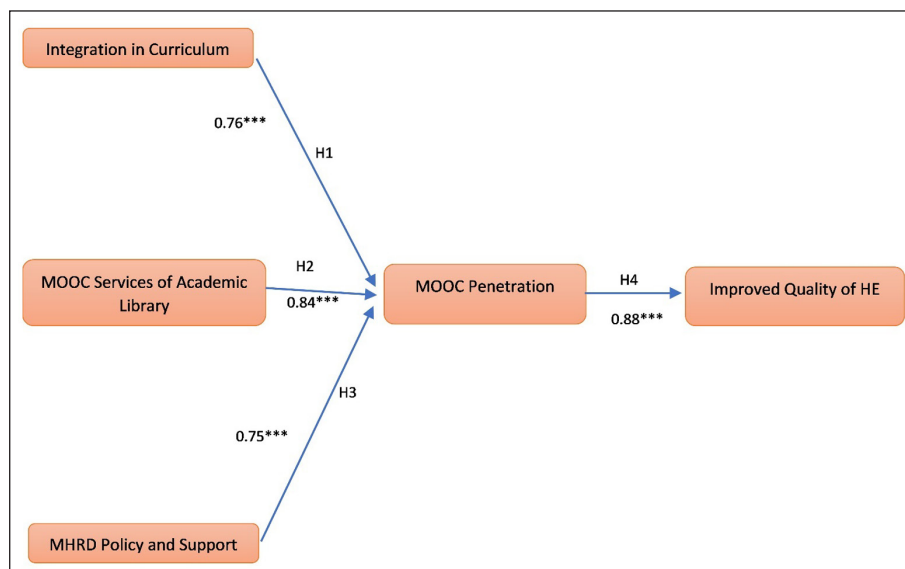 Integration in Curriculum
0.76***
H1
MOOC Services of Academic
Library
H2
0.84***
MOOC Penetration
H4
0.88***
Improved Quality of HE
H3
0.75***
MHRD Policy and Support